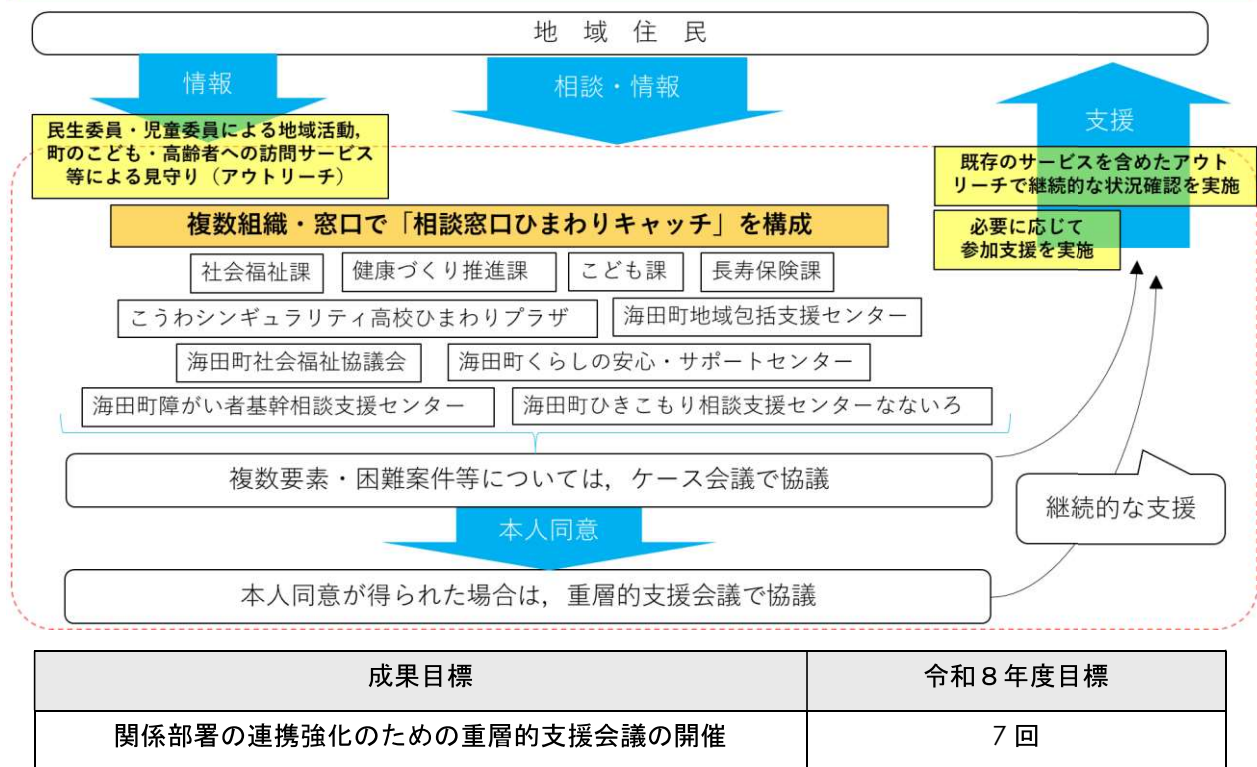 地域住民
情報
相談・情報
支援
民生委員・児童委員による地域活動,
町のこども・高齢者への訪問サービス
等による見守り（アウトリーチ）
既存のサービスを含めたアウト
リーチで継続的な状況確認を実施
必要に応じて
参加支援を実施
複数組織・窓口で「相談窓口ひまわりキャッチ」を構成
社会福祉課
健康づくり推進課
こども課
長寿保険課
こうわシンギュラリティ高校ひまわりプラザ
海田町地域包括支援センター
海田町社会福祉協議会
海田町くらしの安心・サポートセンター
海田町障がい者基幹相談支援センター
海田町ひきこもり相談支援センターなないろ
複数要素・困難案件等については,ケース会議で協議
継続的な支援
本人同意
本人同意が得られた場合は,重層的支援会議で協議
成果目標
令和８年度目標
関係部署の連携強化のための重層的支援会議の開催
7回